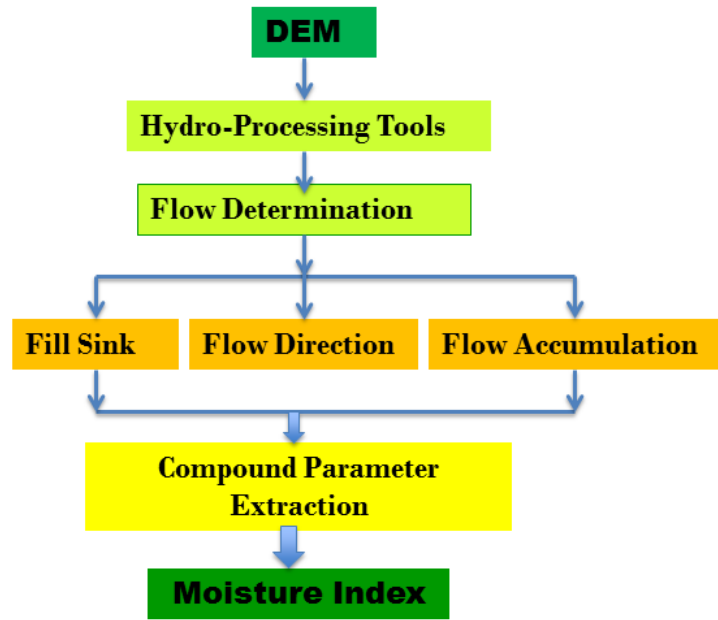 DEM
Hydro-Processing Tools
Flow Determination
Fill Sink
Flow Direction
Flow Accumulation
Compound Parameter
Extraction
Moisture Index